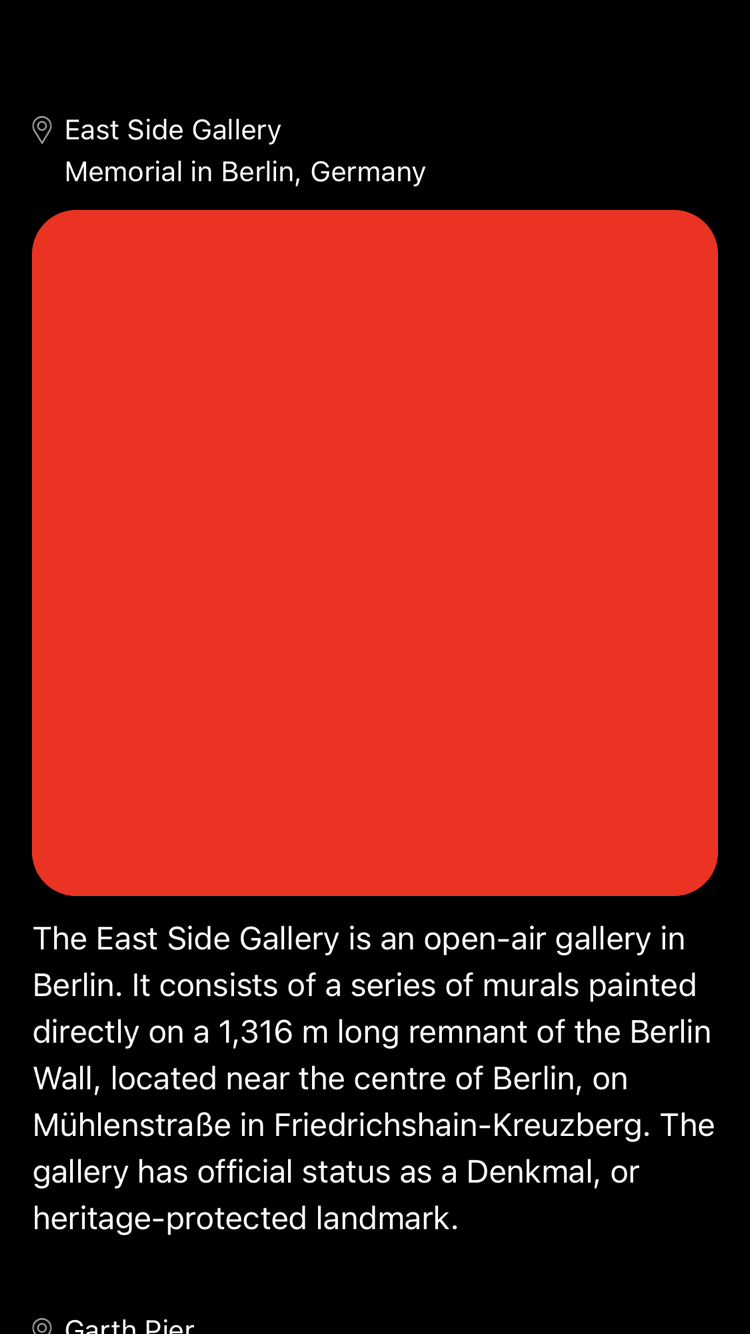 East Side Gallery
Memorial in Berlin, Germany
The East Side Gallery is an open-air gallery in
Berlin. It consists of a series of murals painted
directly on a 1,316 m long remnant of the Berlin
Wall, located near the centre of Berlin, on
Mühlenstraße in Friedrichshain-Kreuzberg. The
gallery has official status as a Denkmal, or
heritage-protected landmark.
Garth Pier